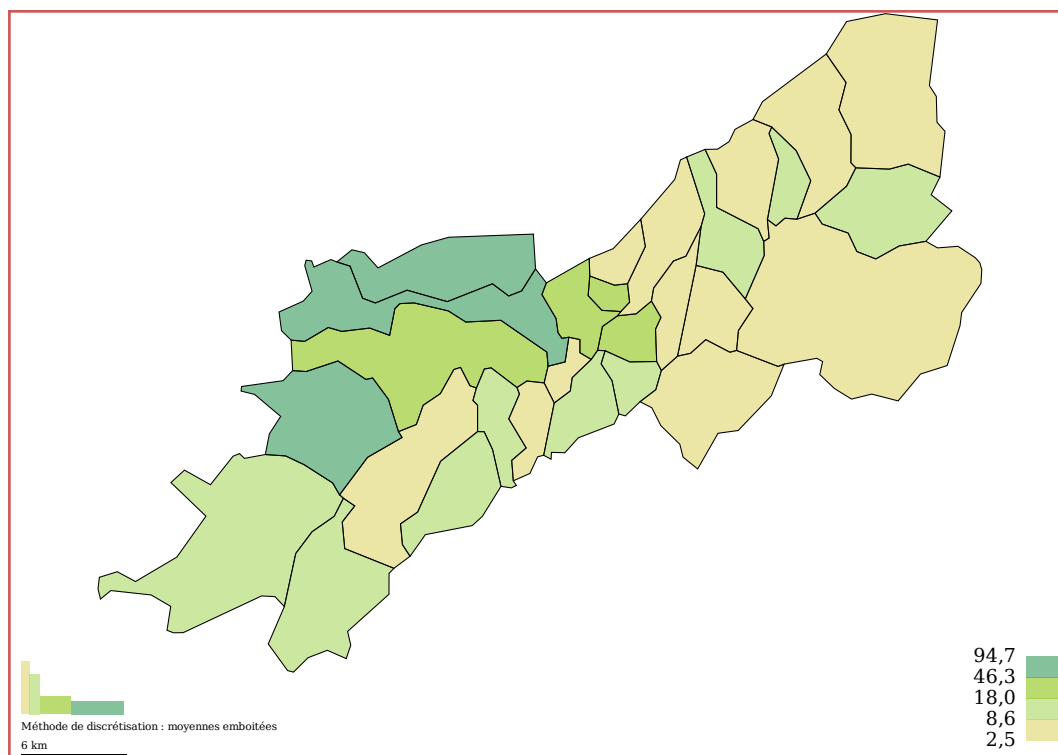 94,7
46,3
18,0
8,6
2,5
Méthode de discrétisation : moyennes emboitées
6 km